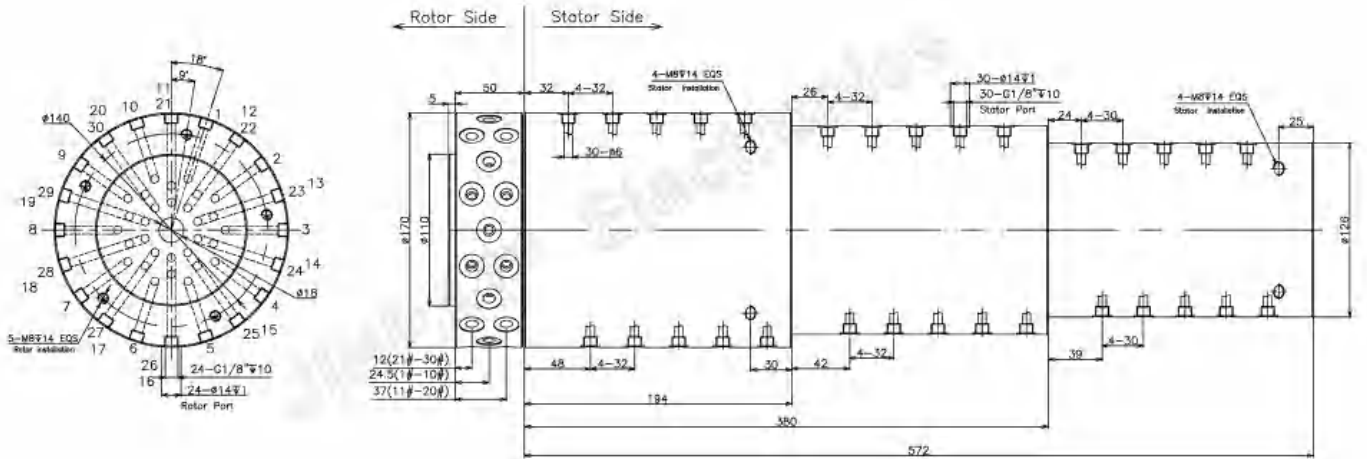 Rotor Side
Stator Side
18°
9°
11
21
20
10
1
12
30
22
ø140
9
2
29
23
13
19
8
3
28
24
14
18
7
4
ø18
27
25
15
17
6
5
26
16
5-M8↧14 EQS
Rotor Installation
24-G1/8"↧10
24-ø14↧1
Rotor Port
50
32
4-32
5
4-M8↧14 EQS
Stator Installation
30-ø6
26
4-32
30-ø14↧1
30-G1/8"↧10
Stator Port
24
4-30
4-M8↧14 EQS
Stator Installation
25
ø170
ø110
ø126
12(21#-30#)
24.5(1#-10#)
37(11#-20#)
48
4-32
30
42
4-32
39
4-30
194
380
572